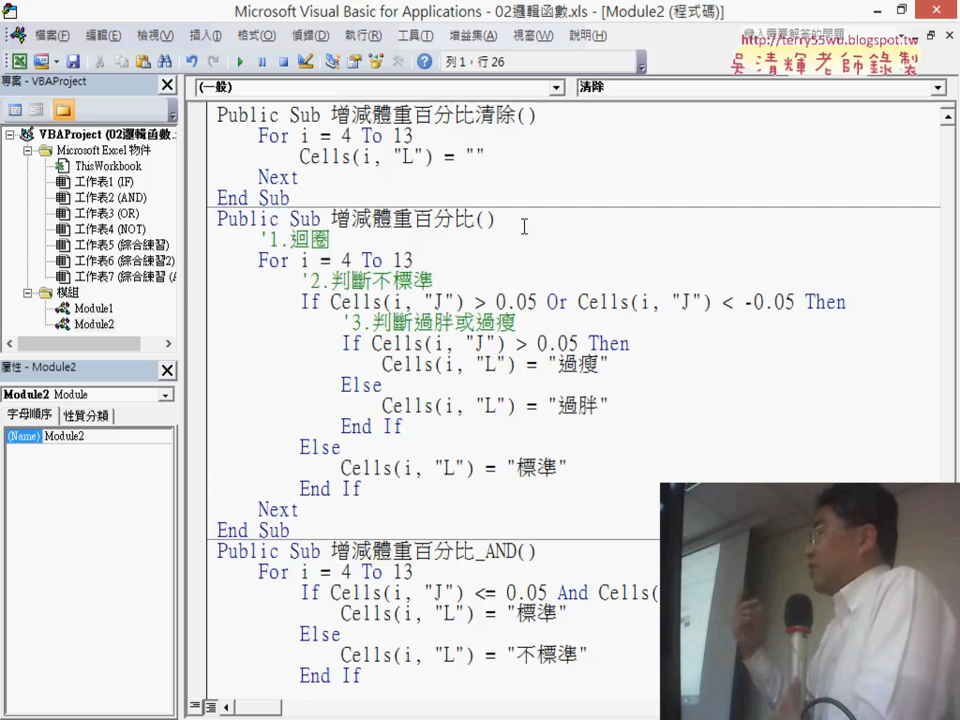 Microsoft Visual Basic for Applications - 02邏輯函數.xls - [Module2 (程式碼)]
檔案(F) 編輯(E) 檢視(V) 插入(I) 格式(O) 偵錯(D) 執行(R) 工具(T) 增益集(A) 視窗(W) 說明(H)
http://terry55wu.blogspot.tw
吳清輝老師錄製
列 1，行 26
專案 - VBAProject
(一般)
清除
VBAProject (02邏輯函數.
Microsoft Excel 物件
ThisWorkbook
工作表1 (IF)
工作表2 (AND)
工作表3 (OR)
工作表4 (NOT)
工作表5 (綜合練習)
工作表6 (綜合練習2)
工作表7 (綜合練習 (A
模組
Module1
Module2
屬性 - Module2
Module2 Module
字母順序 性質分類
(Name) Module2
Public Sub 增減體重百分比清除()
For i = 4 To 13
Cells(i, "L") = ""
Next
End Sub
Public Sub 增減體重百分比()
'1.迴圈
For i = 4 To 13
'2.判斷不標準
If Cells(i, "J") > 0.05 Or Cells(i, "J") < -0.05 Then
'3.判斷過胖或過瘦
If Cells(i, "J") > 0.05 Then
Cells(i, "L") = "過瘦"
Else
Cells(i, "L") = "過胖"
End If
Else
Cells(i, "L") = "標準"
End If
Next
End Sub
Public Sub 增減體重百分比_AND()
For i = 4 To 13
If Cells(i, "J") <= 0.05 And Cells(
Cells(i, "L") = "標準"
Else
Cells(i, "L") = "不標準"
End If